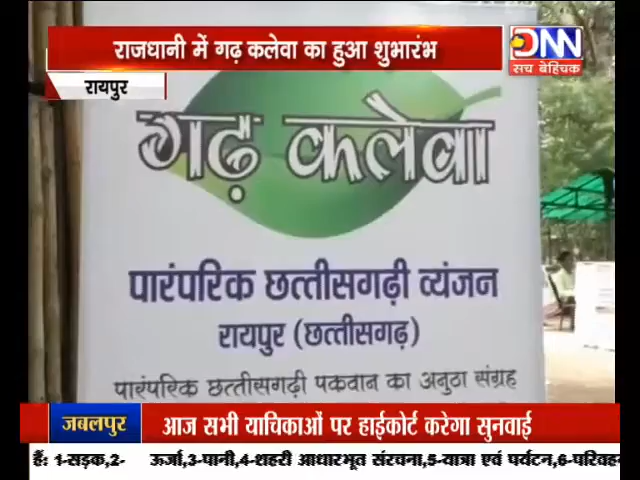 राजधानी में गढ़ कलेवा का हुआ शुभारंभ
DNN
सच बेहिचक
रायपुर
गढ़ कलेवा
पारंपरिक छत्तीसगढ़ी व्यंजन
रायपुर (छत्तीसगढ़)
पारंपरिक छत्तीसगढ़ी पकवान का अनुठा संग्रह
जबलपुर
आज सभी याचिकाओं पर हाईकोर्ट करेगा सुनवाई
हैं: 1-सड़क,2- ऊर्जा,3-पानी,4-शहरी आधारभूत संरचना,5-यात्रा एवं पर्यटन,6-परिवहन